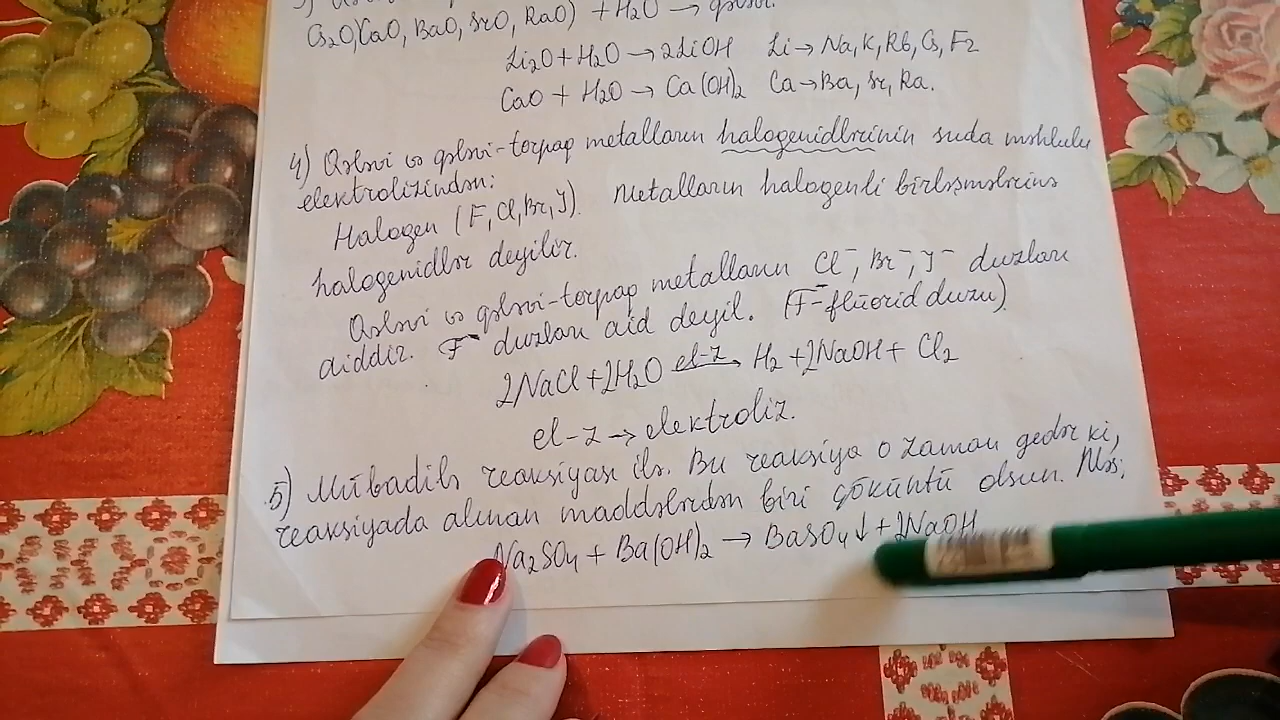 Cs₂O, CaO, BaO, SrO, RaO) + H₂O → qələvi.
Li₂O + H₂O → 2LiOH Li → Na, K, Rb, Cs, Fz
CaO + H₂O → Ca(OH)₂ Ca → Ba, Sr, Ra.
4) Qələvi və qələvi-torpaq metalların halogenidlərinin suda məhlulu
elektrolizindən:
Halogen (F, Cl, Br, J). Metalların halogenli birləşmələrinə
halogenidlər deyilir.
Qələvi və qələvi-torpaq metalların Cl⁻, Br⁻, J⁻ duzları
aiddir. F⁻ duzları aid deyil. (F⁻ flüorid duzu)
2NaCl + 2H₂O el-z → H₂ + 2NaOH + Cl₂
el-z → elektroliz.
5) Mübadilə reaksiyası ilə. Bu reaksiya o zaman gedər ki,
reaksiyada alınan maddələrdən biri çöküntü olsun. Məs;
Na₂SO₄ + Ba(OH)₂ → BaSO₄↓ + 2NaOH